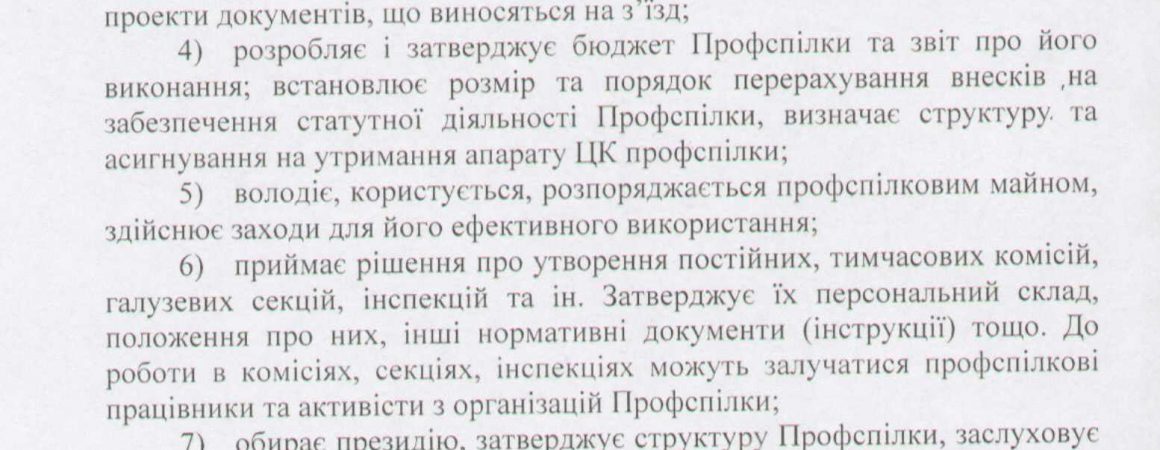 проекти документів, що виносяться на з’їзд;
4) розробляє і затверджує бюджет Профспілки та звіт про його
виконання; встановлює розмір та порядок перерахування внесків на
забезпечення статутної діяльності Профспілки, визначає структуру та
асигнування на утримання апарату ЦК профспілки;
5) володіє, користується, розпоряджається профспілковим майном,
здійснює заходи для його ефективного використання;
6) приймає рішення про утворення постійних, тимчасових комісій,
галузевих секцій, інспекцій та ін. Затверджує їх персональний склад,
положення про них, інші нормативні документи (інструкції) тощо. До
роботи в комісіях, секціях, інспекціях можуть залучатися профспілкові
працівники та активісти з організацій Профспілки;
7) обирає президію, затверджує структуру Профспілки, заслуховує